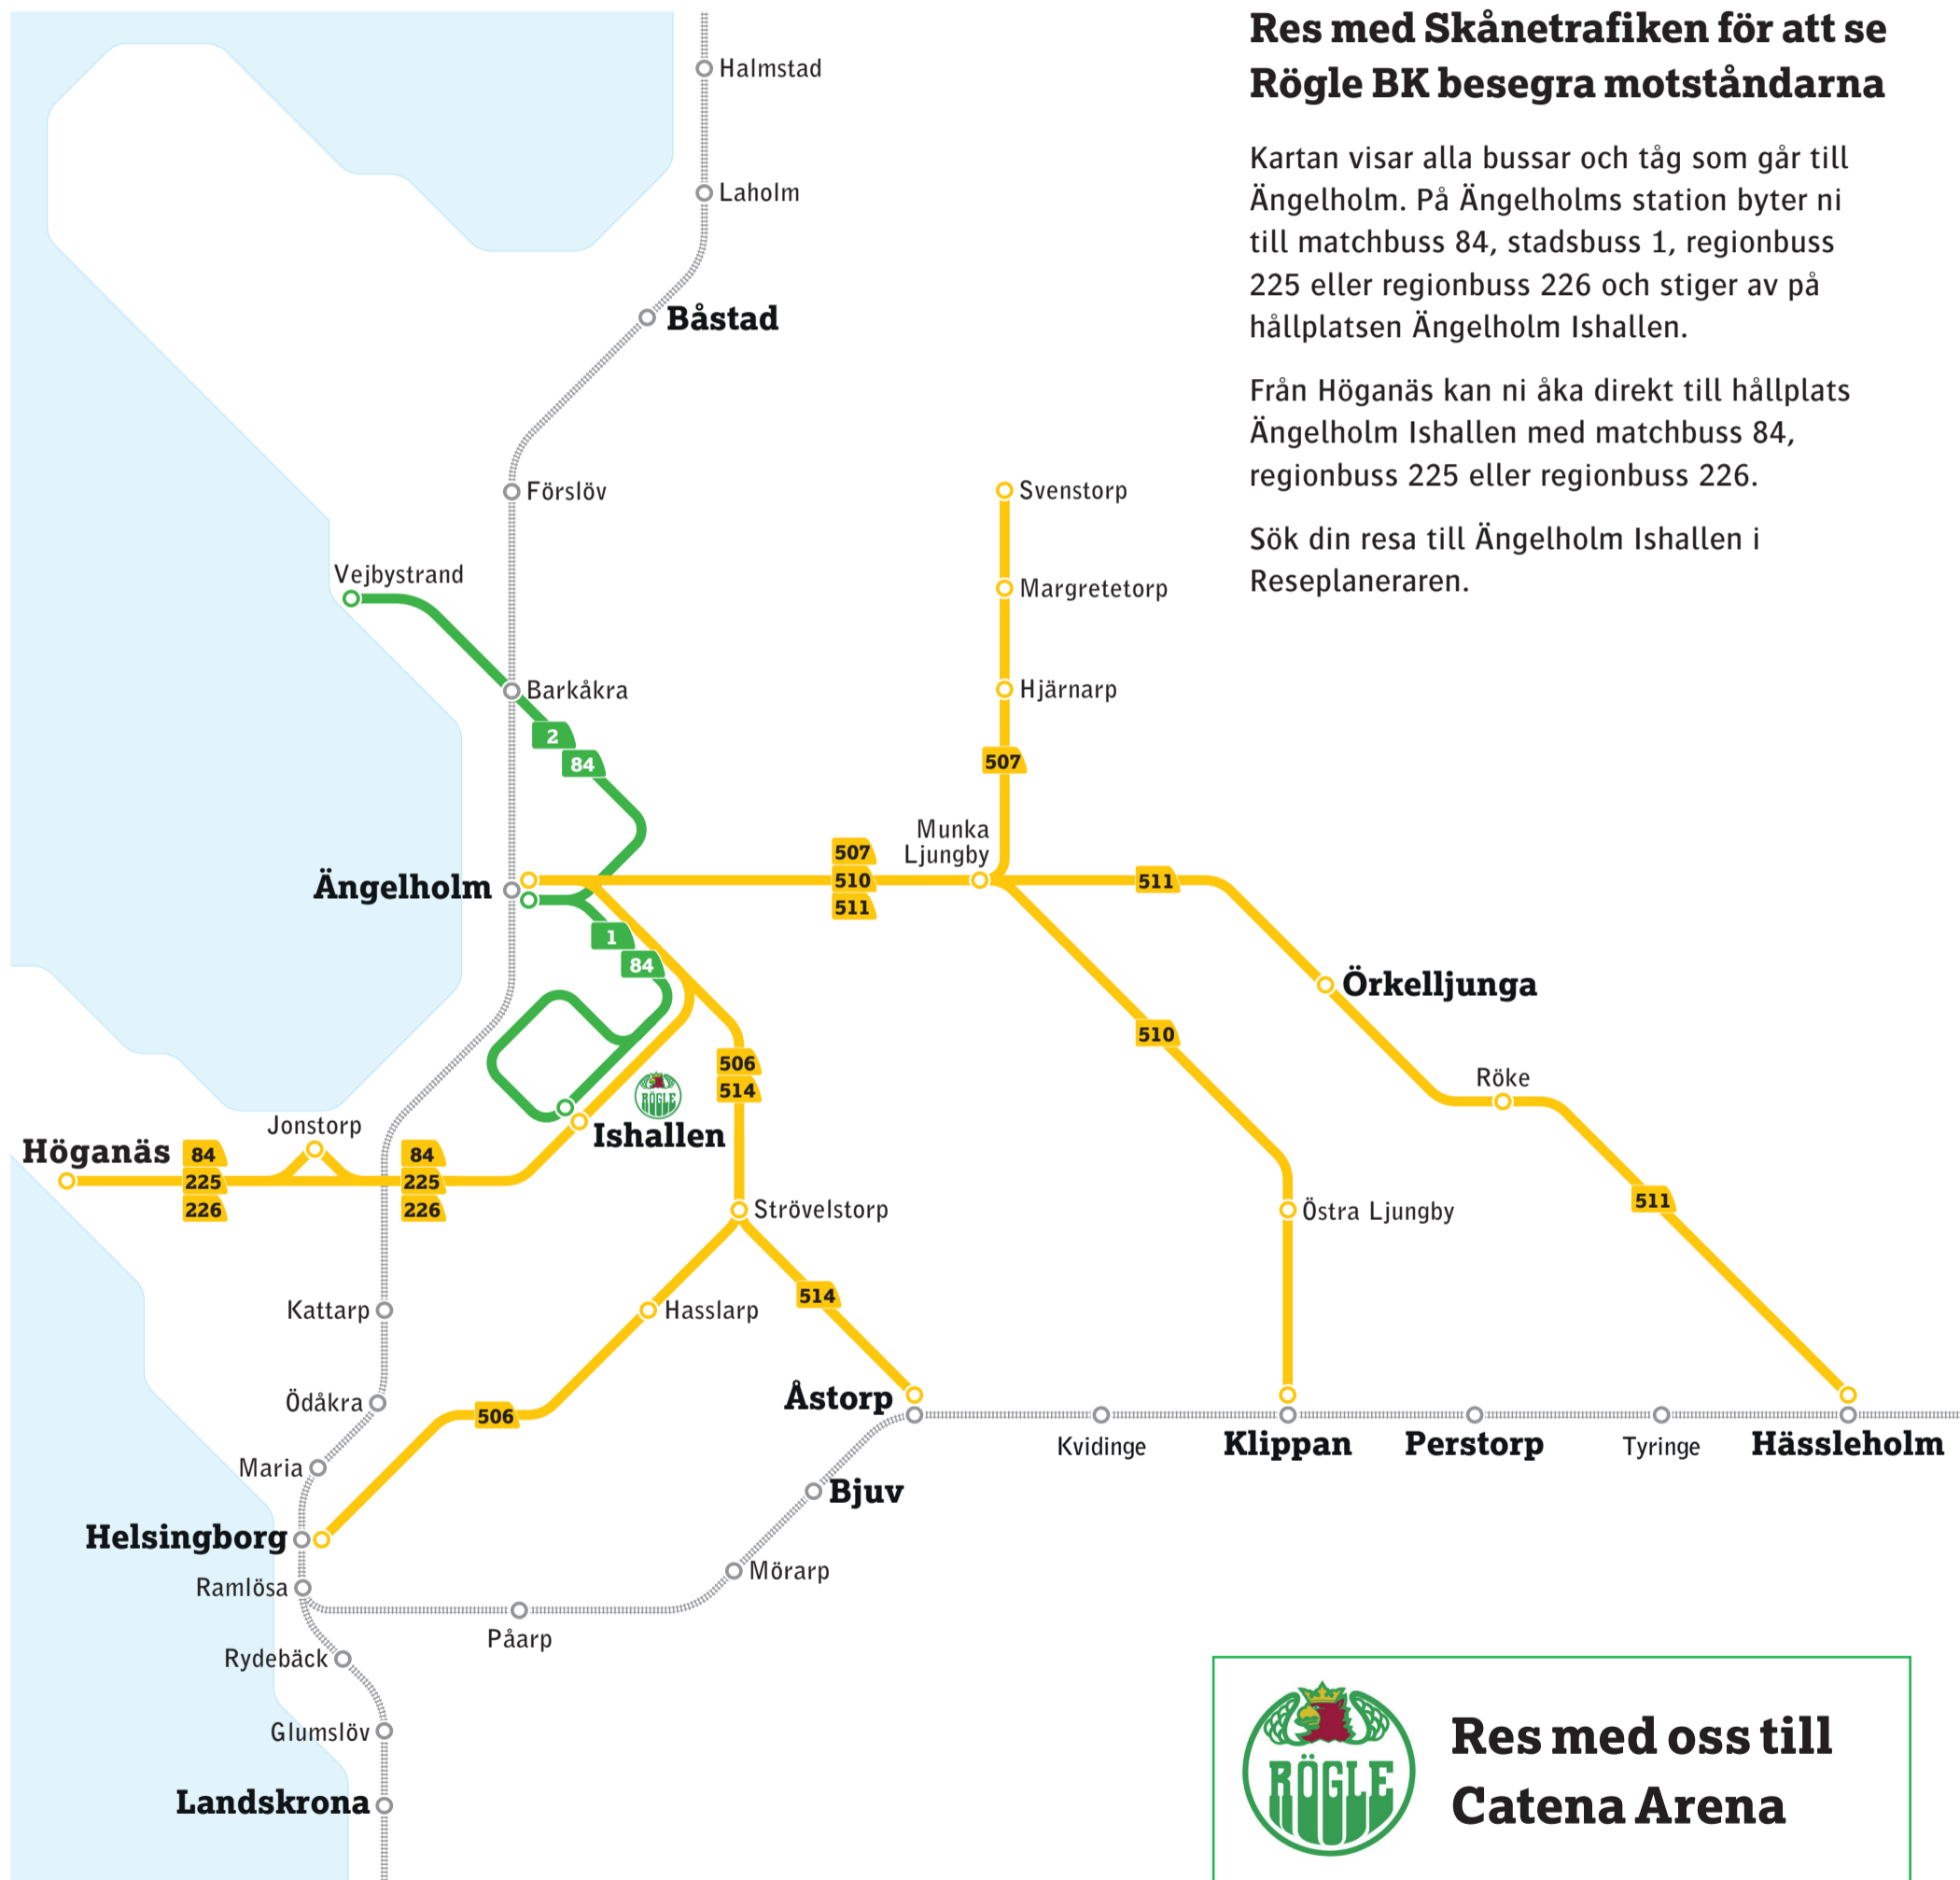 Res med Skånetrafiken för att se
Rögle BK besegra motståndarna
Kartan visar alla bussar och tåg som går till
Ängelholm. På Ängelholms station byter ni
till matchbuss 84, stadsbuss 1, regionbuss
225 eller regionbuss 226 och stiger av på
hållplatsen Ängelholm Ishallen.
Från Höganäs kan ni åka direkt till hållplats
Ängelholm Ishallen med matchbuss 84,
regionbuss 225 eller regionbuss 226.
Sök din resa till Ängelholm Ishallen i
Reseplaneraren.
Halmstad
Laholm
Båstad
Förslöv
Svenstorp
Vejbystrand
Margretetorp
Barkåkra
Hjärnarp
2
84
507
Munka
Ljungby
507
510
511
511
Ängelholm
1
84
Örkelljunga
510
506
514
RÖGLE
Röke
Jonstorp
Ishallen
Höganäs
84
225
226
84
225
226
511
Strövelstorp
Östra Ljungby
514
Kattarp
Hasslarp
Ödåkra
Åstorp
506
Kvidinge
Klippan
Perstorp
Tyringe
Hässleholm
Maria
Bjuv
Helsingborg
Mörarp
Ramlösa
Påarp
Rydebäck
Glumslöv
Landskrona
RÖGLE
Res med oss till
Catena Arena